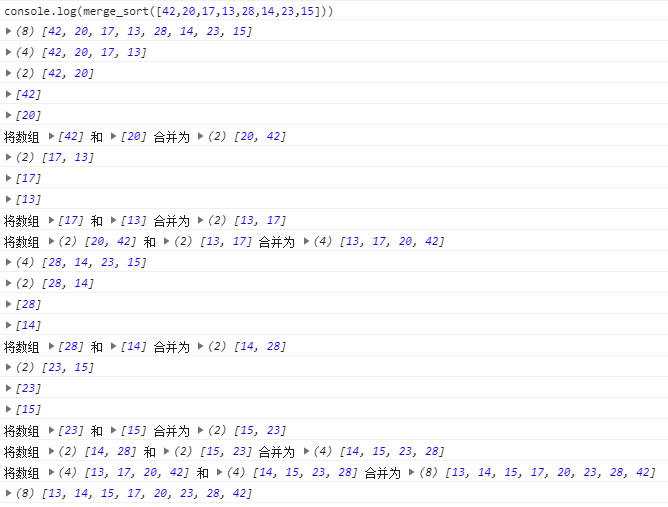 console.log(merge_sort([42,20,17,13,28,14,23,15]))
(8) [42, 20, 17, 13, 28, 14, 23, 15]
(4) [42, 20, 17, 13]
(2) [42, 20]
[42]
[20]
将数组 [42] 和 [20] 合并为 (2) [20, 42]
(2) [17, 13]
[17]
[13]
将数组 [17] 和 [13] 合并为 (2) [13, 17]
将数组 (2) [20, 42] 和 (2) [13, 17] 合并为 (4) [13, 17, 20, 42]
(4) [28, 14, 23, 15]
(2) [28, 14]
[28]
[14]
将数组 [28] 和 [14] 合并为 (2) [14, 28]
(2) [23, 15]
[23]
[15]
将数组 [23] 和 [15] 合并为 (2) [15, 23]
将数组 (2) [14, 28] 和 (2) [15, 23] 合并为 (4) [14, 15, 23, 28]
将数组 (4) [13, 17, 20, 42] 和 (4) [14, 15, 23, 28] 合并为 (8) [13, 14, 15, 17, 20, 23, 28, 42]
(8) [13, 14, 15, 17, 20, 23, 28, 42]